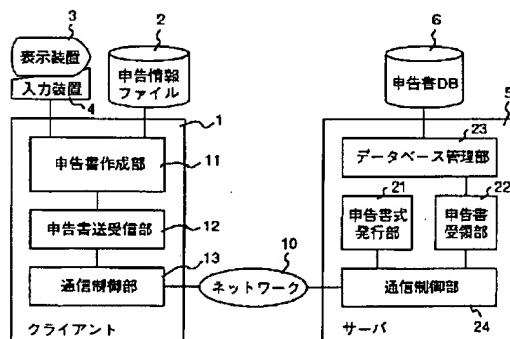 3
表示装置
入力装置
4
2
申告情報
ファイル
6
申告書DB
1
5
申告書作成部
11
申告書送受信部
12
通信制御部
13
クライアント
10
ネットワーク
データベース管理部
23
21
申告書式
発行部
22
申告書
受領部
通信制御部
24
サーバ